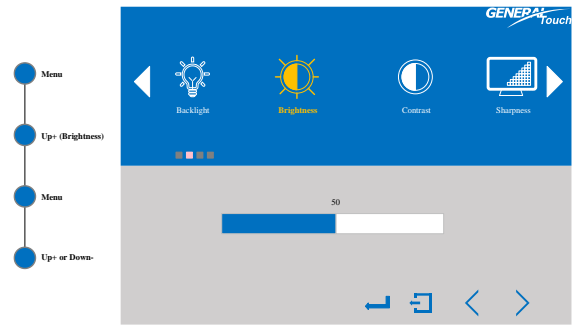 GENERAL
Touch
Menu
Up+ (Brightness)
Menu
Up+ or Down-
Backlight
Brightness
Contrast
Sharpness
50